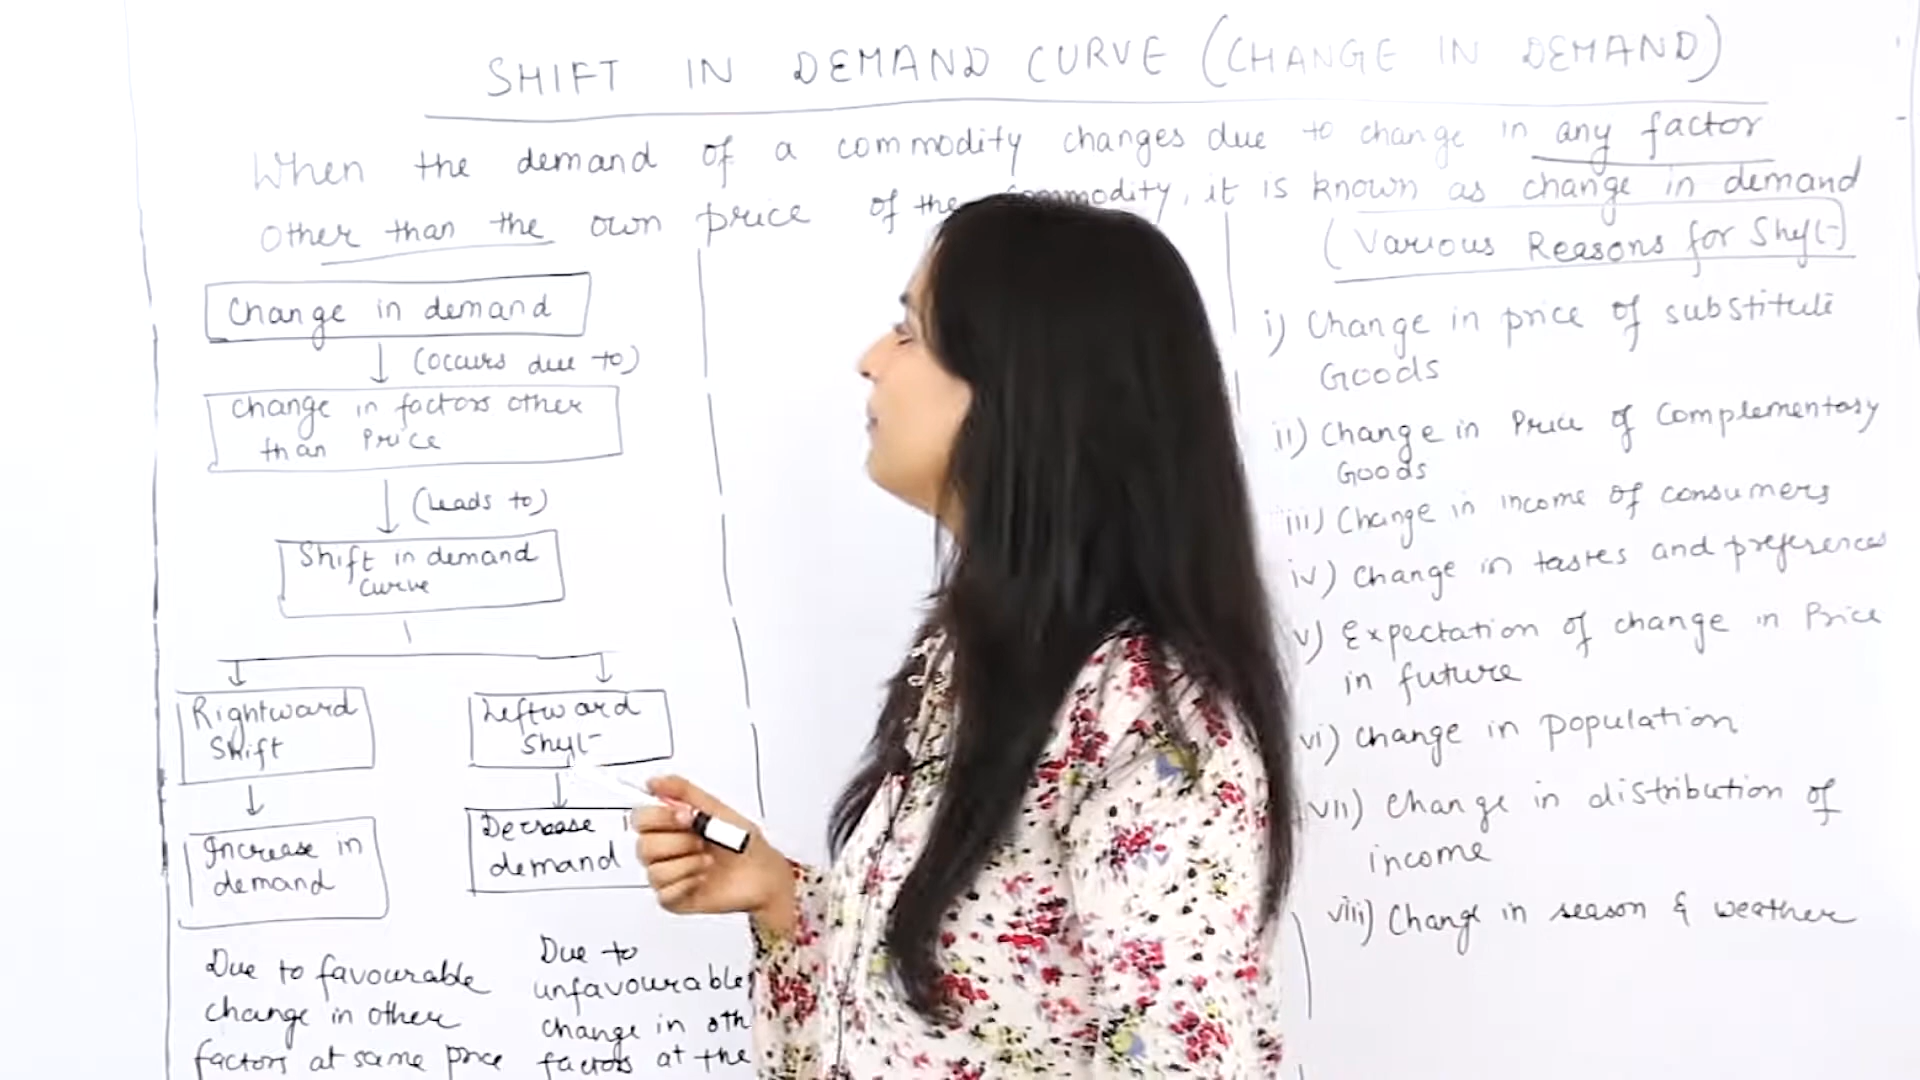 SHIFT IN DEMAND CURVE (CHANGE IN DEMAND)
When the demand of a commodity changes due to change in any factor
other than the own price of the commodity, it is known as change in demand
Change in demand
(occurs due to)
change in factors other
than Price
(leads to)
Shift in demand
curve
Rightward
Shift
Leftward
Shift
Increase in
demand
Decrease
demand
Due to favourable
change in other
factors at same price
Due to
unfavourable
change in oth
factors at the
(Various Reasons for Shift)
i) Change in price of substitute
Goods
ii) Change in Price of Complementary
Goods
iii) Change in income of consumers
iv) Change in tastes and preferences
v) Expectation of change in Price
in future
vi) Change in population
vii) Change in distribution of
income
viii) Change in season & weather